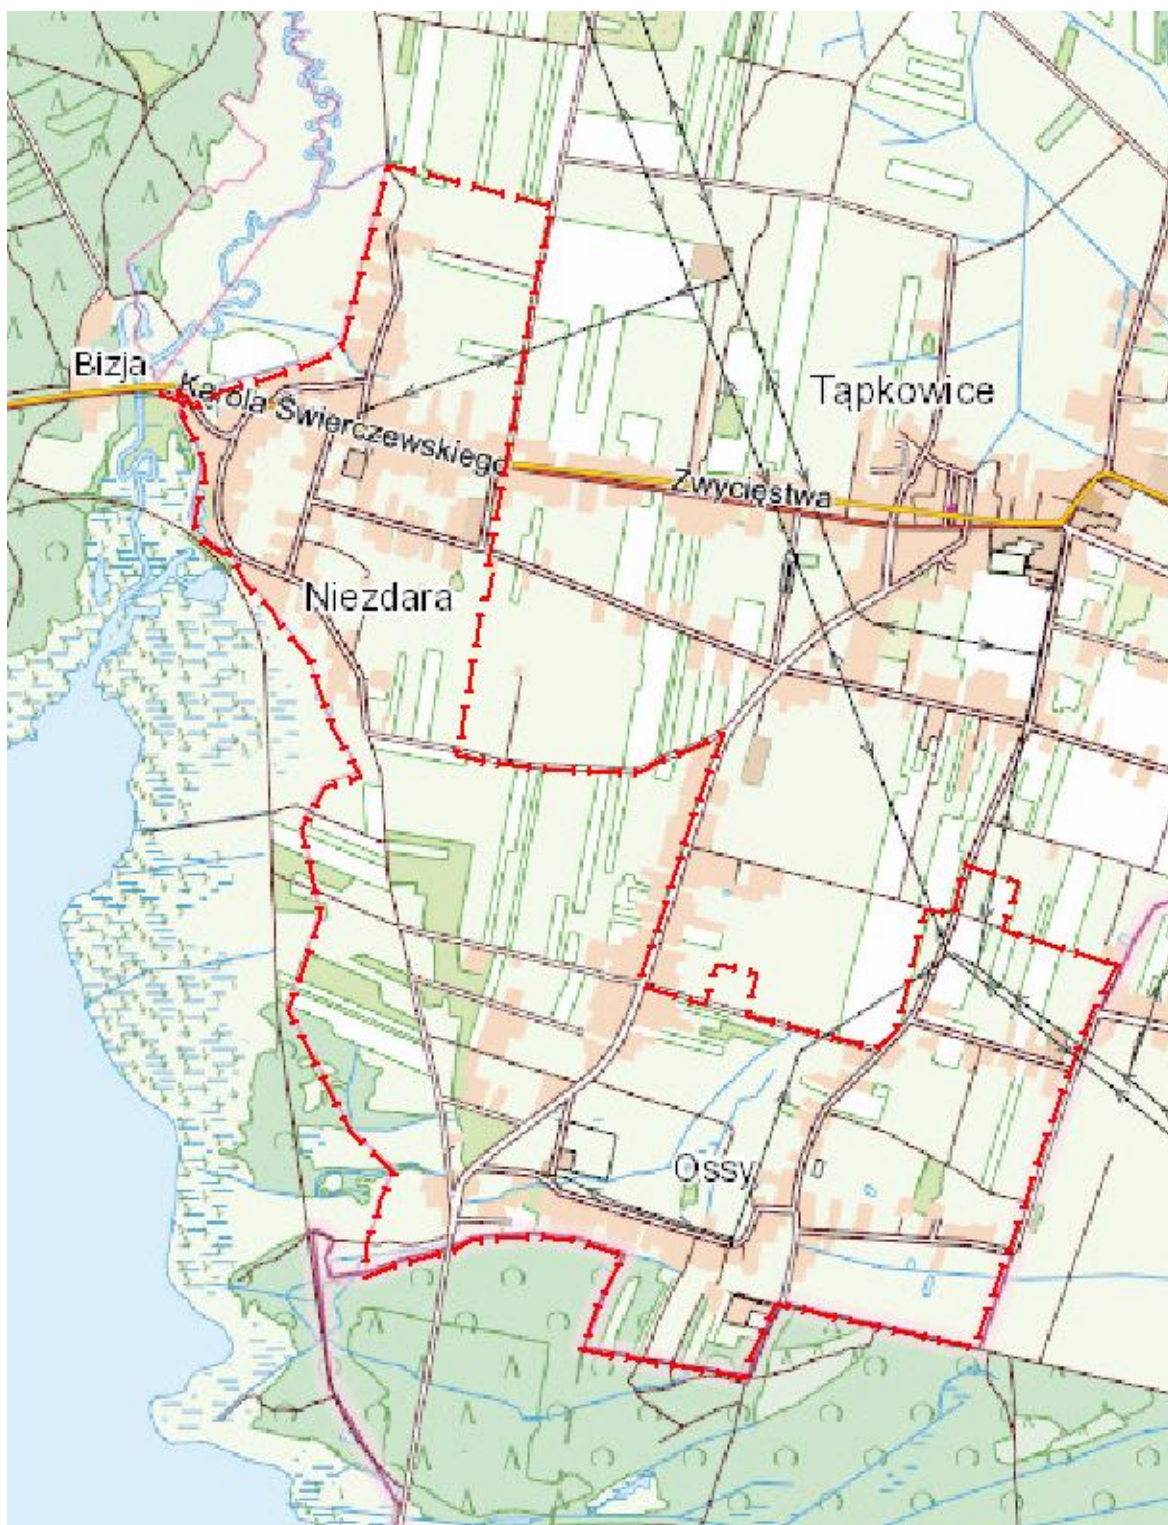 Bizja
Karola Świerczewskiego
Tąpkowice
Zwycięstwa
Niezdara
Ossy